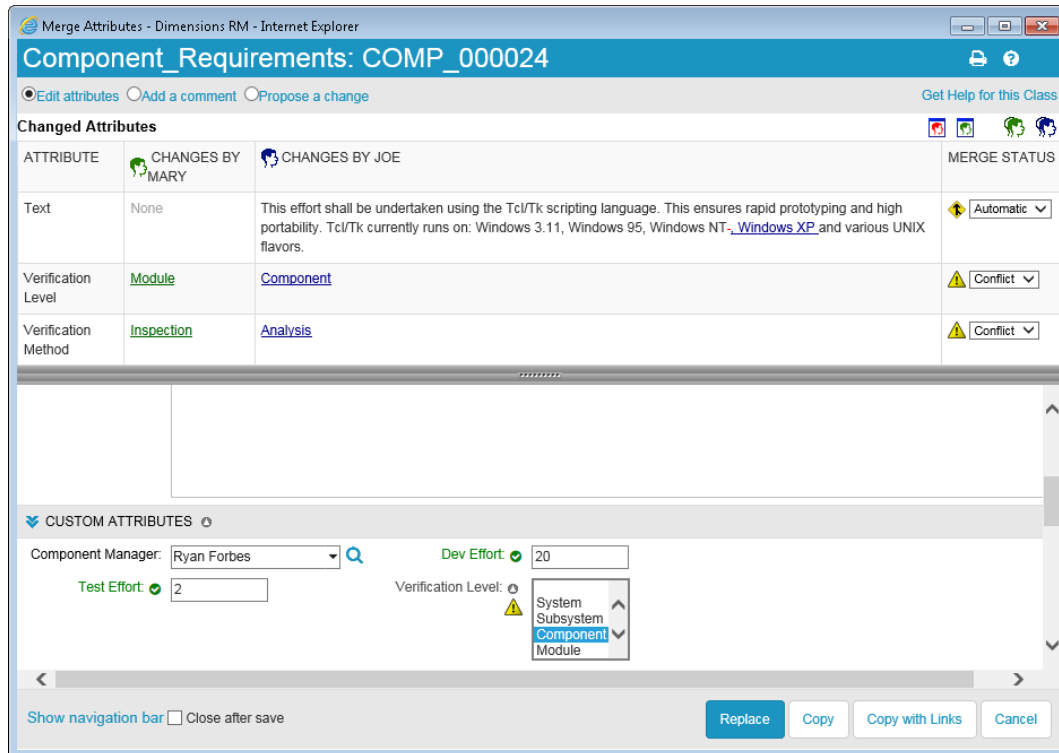 Merge Attributes - Dimensions RM - Internet Explorer
Component_Requirements: COMP_000024
Edit attributes Add a comment Propose a change Get Help for this Class
Changed Attributes
ATTRIBUTE CHANGES BY MARY CHANGES BY JOE MERGE STATUS
Text None This effort shall be undertaken using the Tcl/Tk scripting language. This ensures rapid prototyping and high Automatic
portability. Tcl/Tk currently runs on: Windows 3.11, Windows 95, Windows NT-, Windows XP and various UNIX
flavors.
Verification Level Module Component Conflict
Verification Method Inspection Analysis Conflict
CUSTOM ATTRIBUTES
Component Manager: Ryan Forbes Dev Effort: 20
Test Effort: 2 Verification Level:
System
Subsystem
Component
Module
Show navigation bar Close after save Replace Copy Copy with Links Cancel